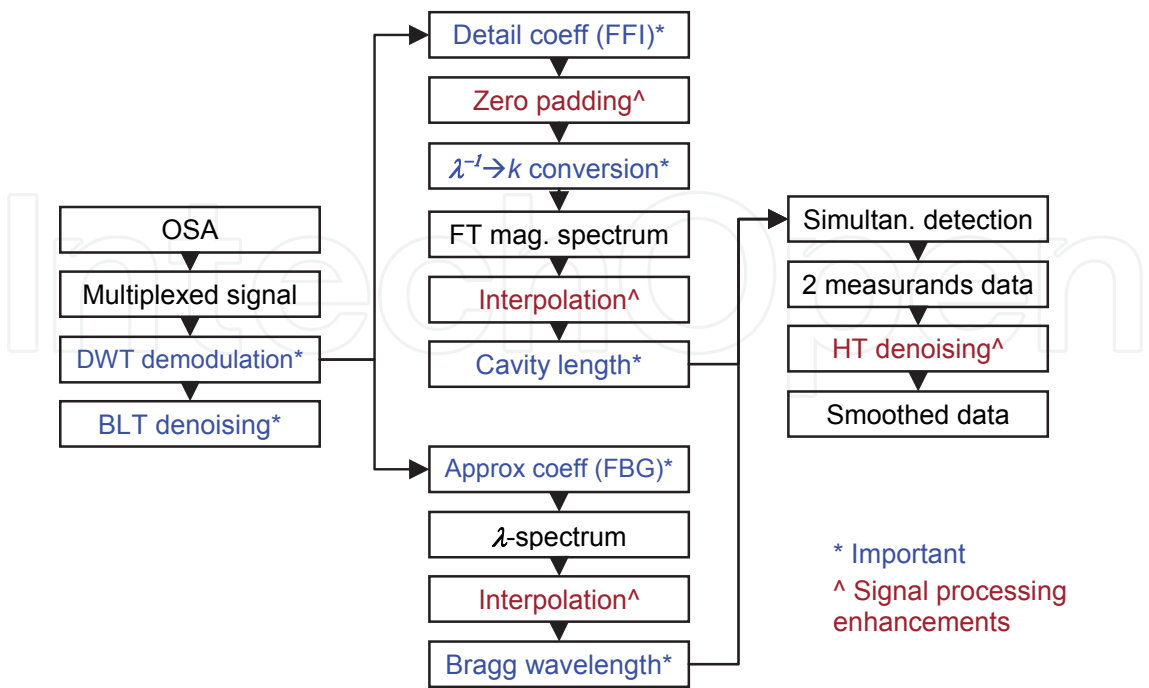 OSA
Multiplexed signal
DWT demodulation*
BLT denoising*
Detail coeff (FFI)*
Zero padding^
λ⁻¹→k conversion*
FT mag. spectrum
Interpolation^
Cavity length*
Approx coeff (FBG)*
λ-spectrum
Interpolation^
Bragg wavelength*
Simultan. detection
2 measurands data
HT denoising^
Smoothed data
* Important
^ Signal processing
enhancements
IntechOpen